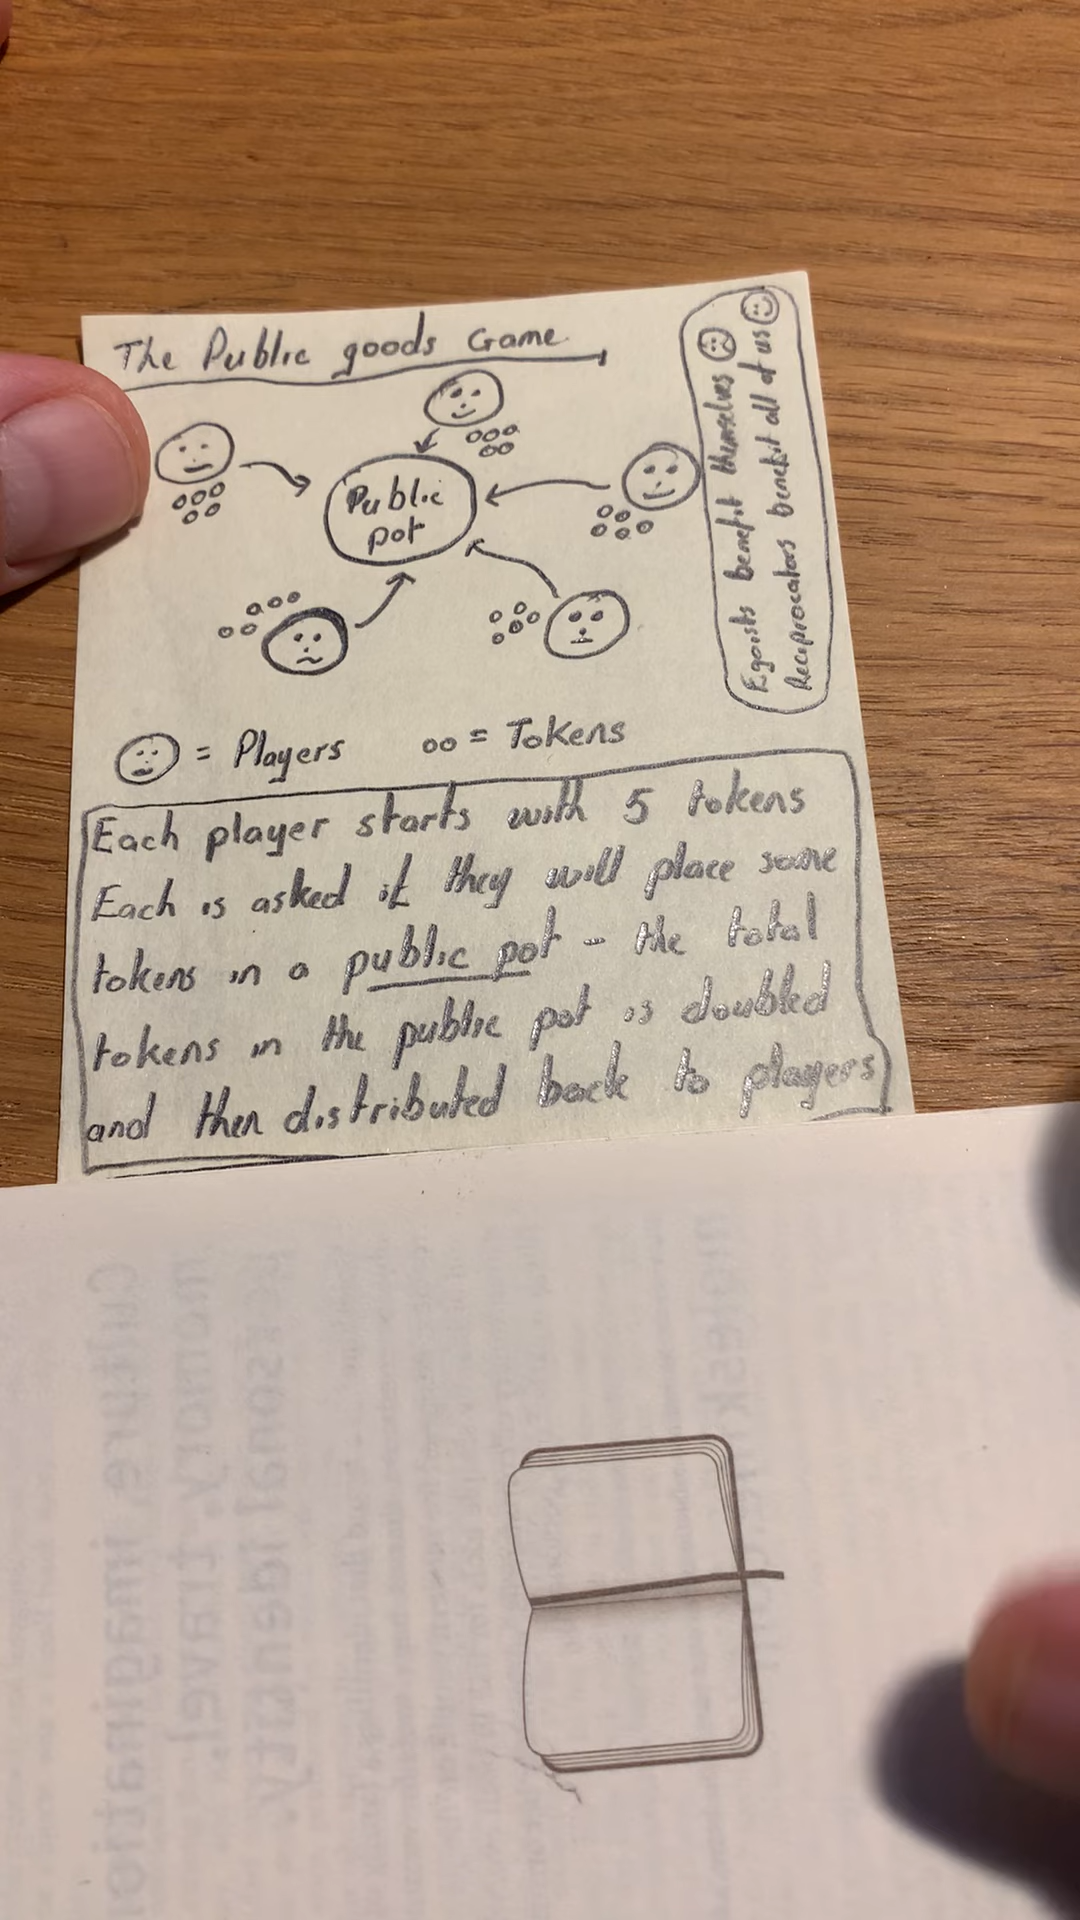 The Public goods Game
Public
pot
Egoists benefit themselves
Reciprocators benefit all of us
= Players
= Tokens
Each player starts with 5 tokens
Each is asked if they will place some
tokens in a public pot - the total
tokens in the public pot is doubled
and then distributed back to players